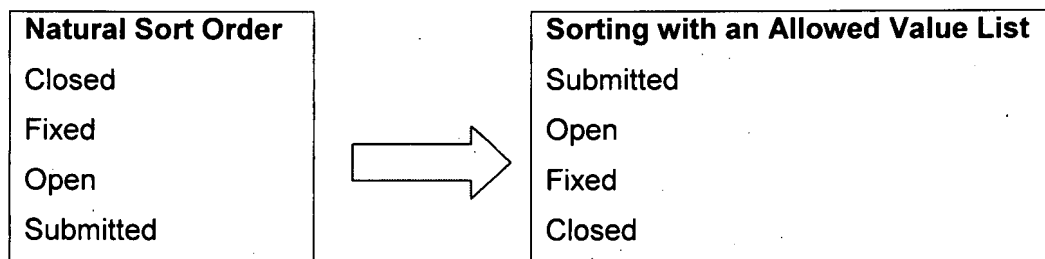 Natural Sort Order
Closed
Fixed
Open
Submitted
Sorting with an Allowed Value List
Submitted
Open
Fixed
Closed